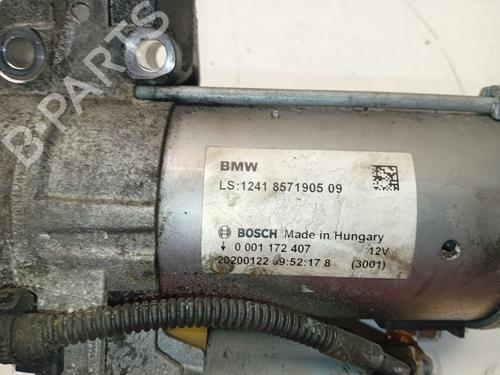 BMW
LS:1241 8571905 09
BOSCH Made in Hungary
0 001 172 407 12V
20200122 09:52:17 8 (3001)
B-PARTS